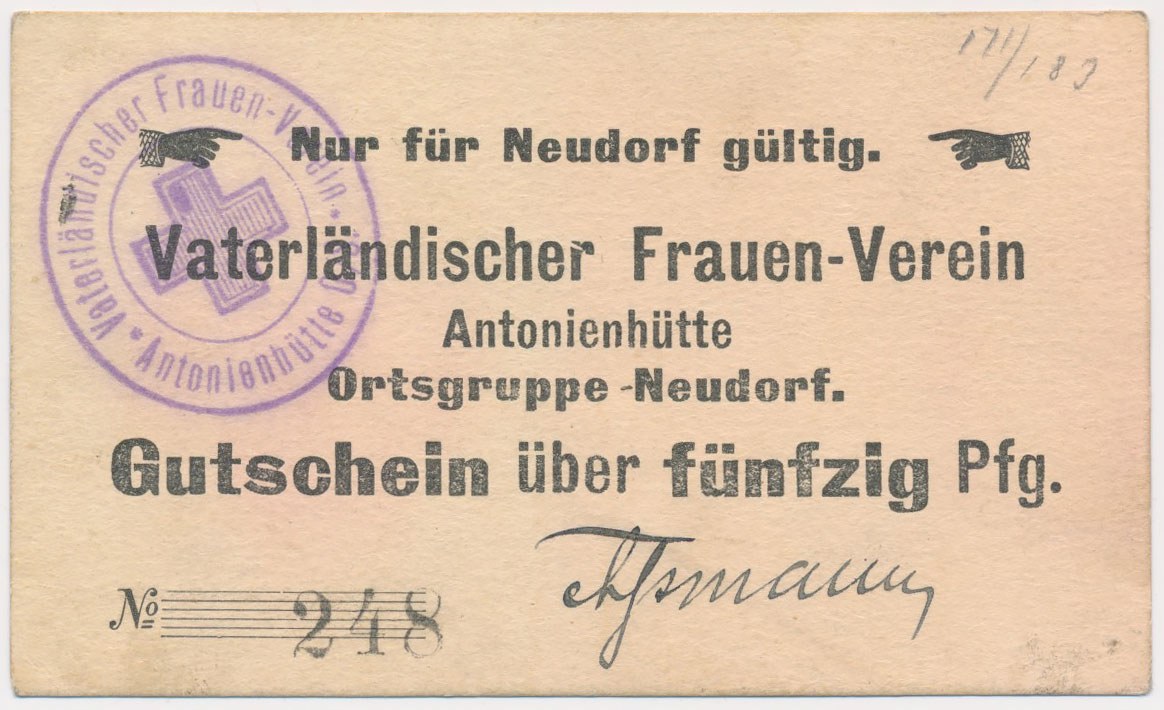 171/183
Nur für Neudorf gültig.
Vaterländischer Frauen-Verein
Antonienhütte
Ortsgruppe-Neudorf.
Gutschein über fünfzig Pfg.
No 248
Vaterländischer Frauen-Verein * Antonienhütte *